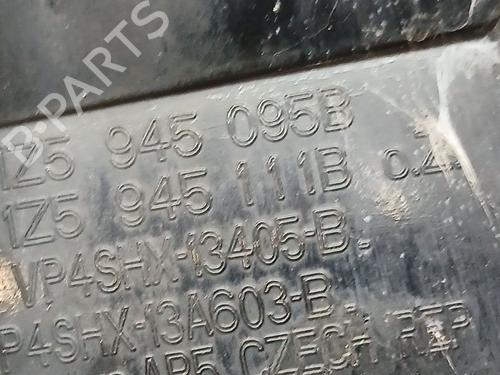 B-PARTS
1Z5 945 095B
1Z5 945 111B
VP4SHX-13405-B
P4SHX-13A603-B
CZECH REP